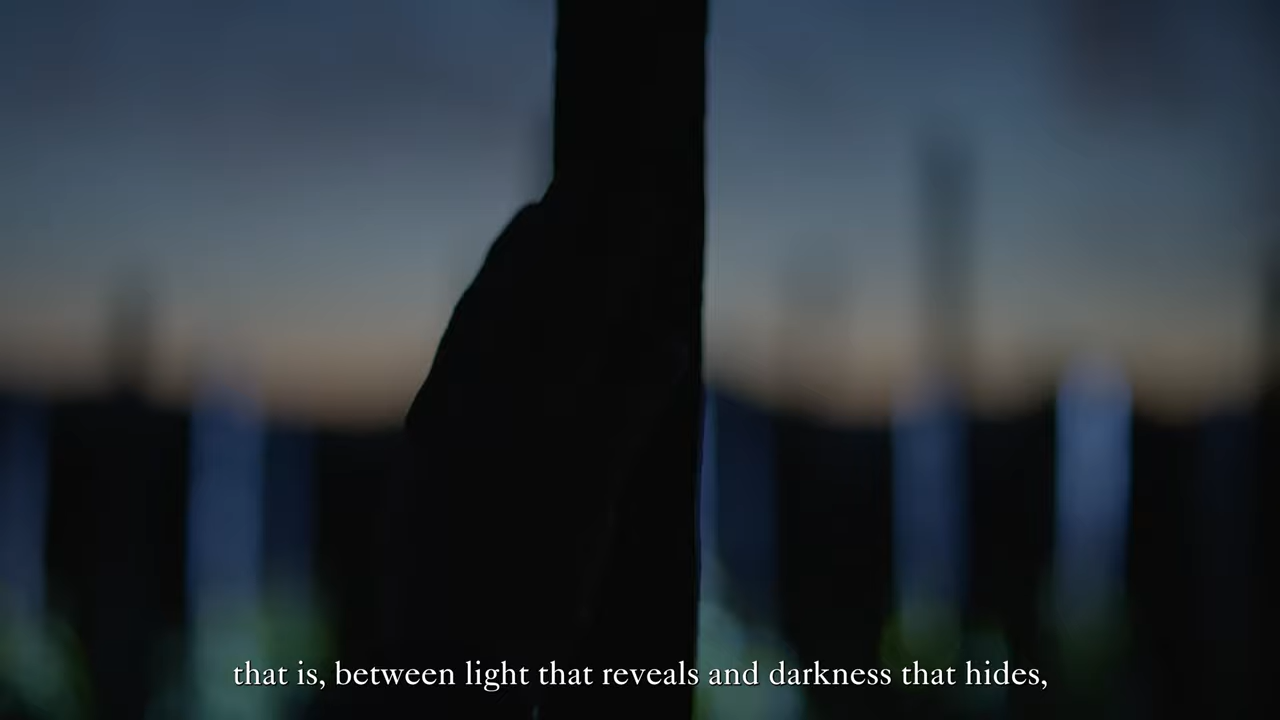 that is, between light that reveals and darkness that hides,